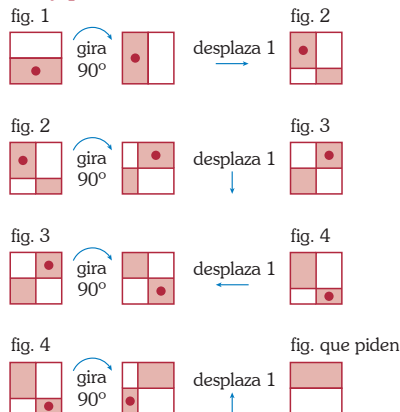 fig. 1
fig. 2
gira
90º
desplaza 1
fig. 2
fig. 3
gira
90º
desplaza 1
fig. 3
fig. 4
gira
90º
desplaza 1
fig. 4
fig. que piden
gira
90º
desplaza 1